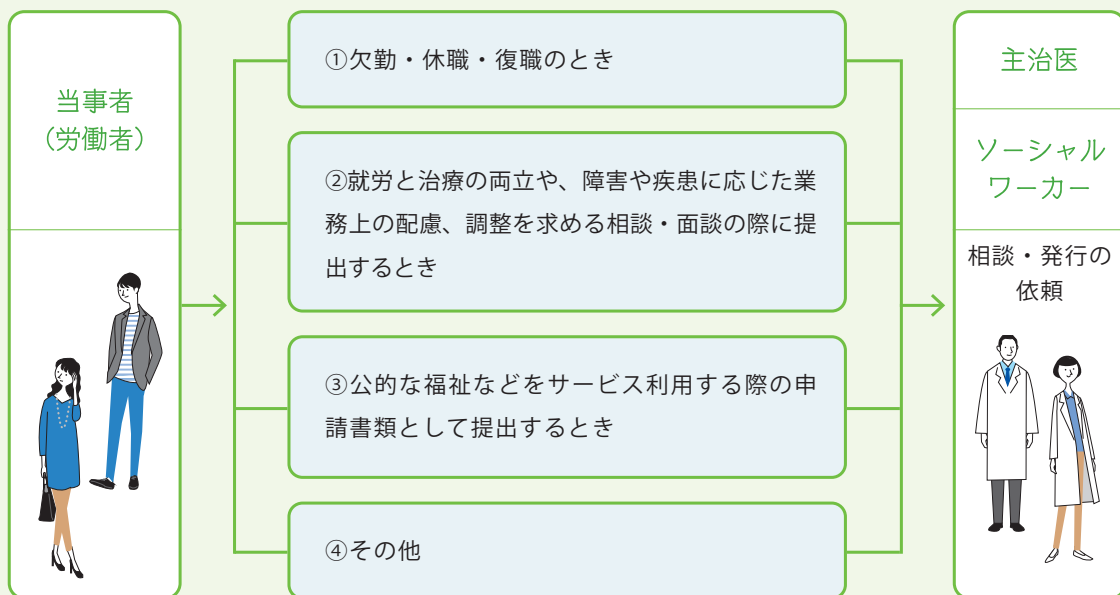 当事者
（労働者）
①欠勤・休職・復職のとき
②就労と治療の両立や、障害や疾患に応じた業
務上の配慮、調整を求める相談・面談の際に提
出するとき
③公的な福祉などをサービス利用する際の申
請書類として提出するとき
④その他
主治医
ソーシャル
ワーカー
相談・発行の
依頼